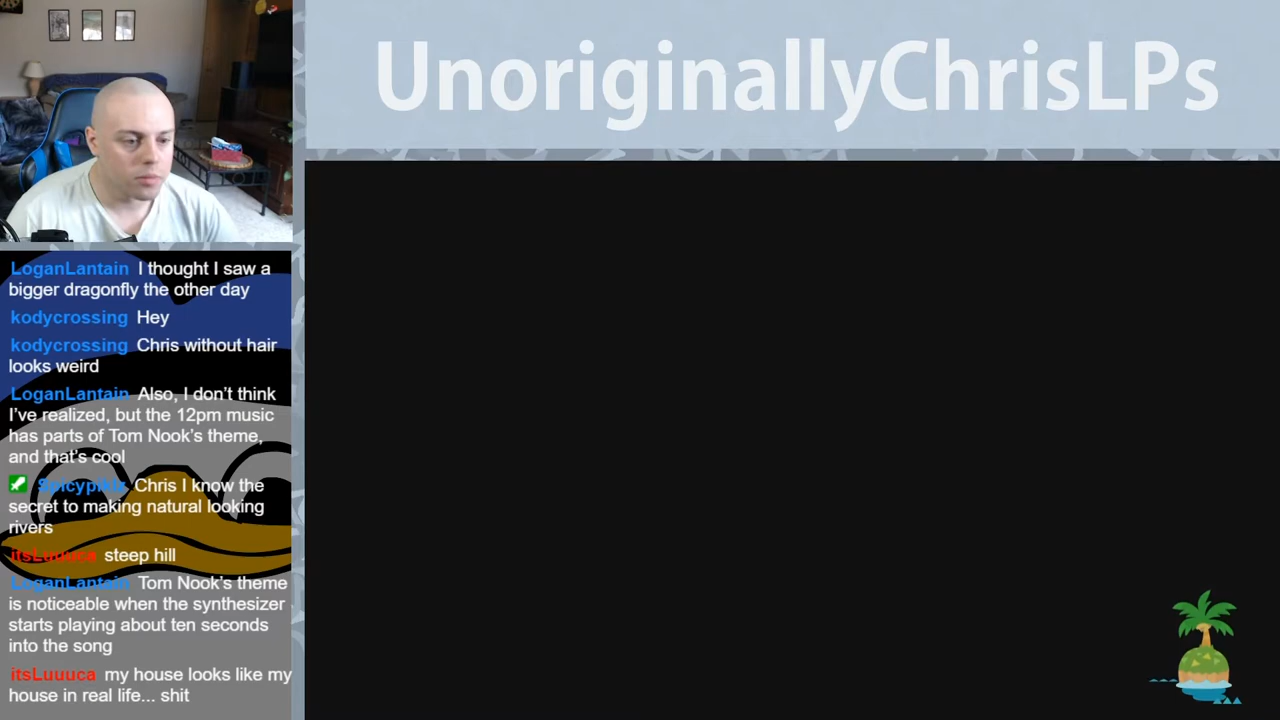 UnoriginallyChrisLPs
LoganLantain I thought I saw a
bigger dragonfly the other day
kodycrossing Hey
kodycrossing Chris without hair
looks weird
LoganLantain Also, I don't think
I've realized, but the 12pm music
has parts of Tom Nook's theme,
and that's cool
Chris I know the
secret to making natural looking
rivers
itsLuuuca steep hill
LoganLantain Tom Nook's theme
is noticeable when the synthesizer
starts playing about ten seconds
into the song
itsLuuuca my house looks like my
house in real life... shit